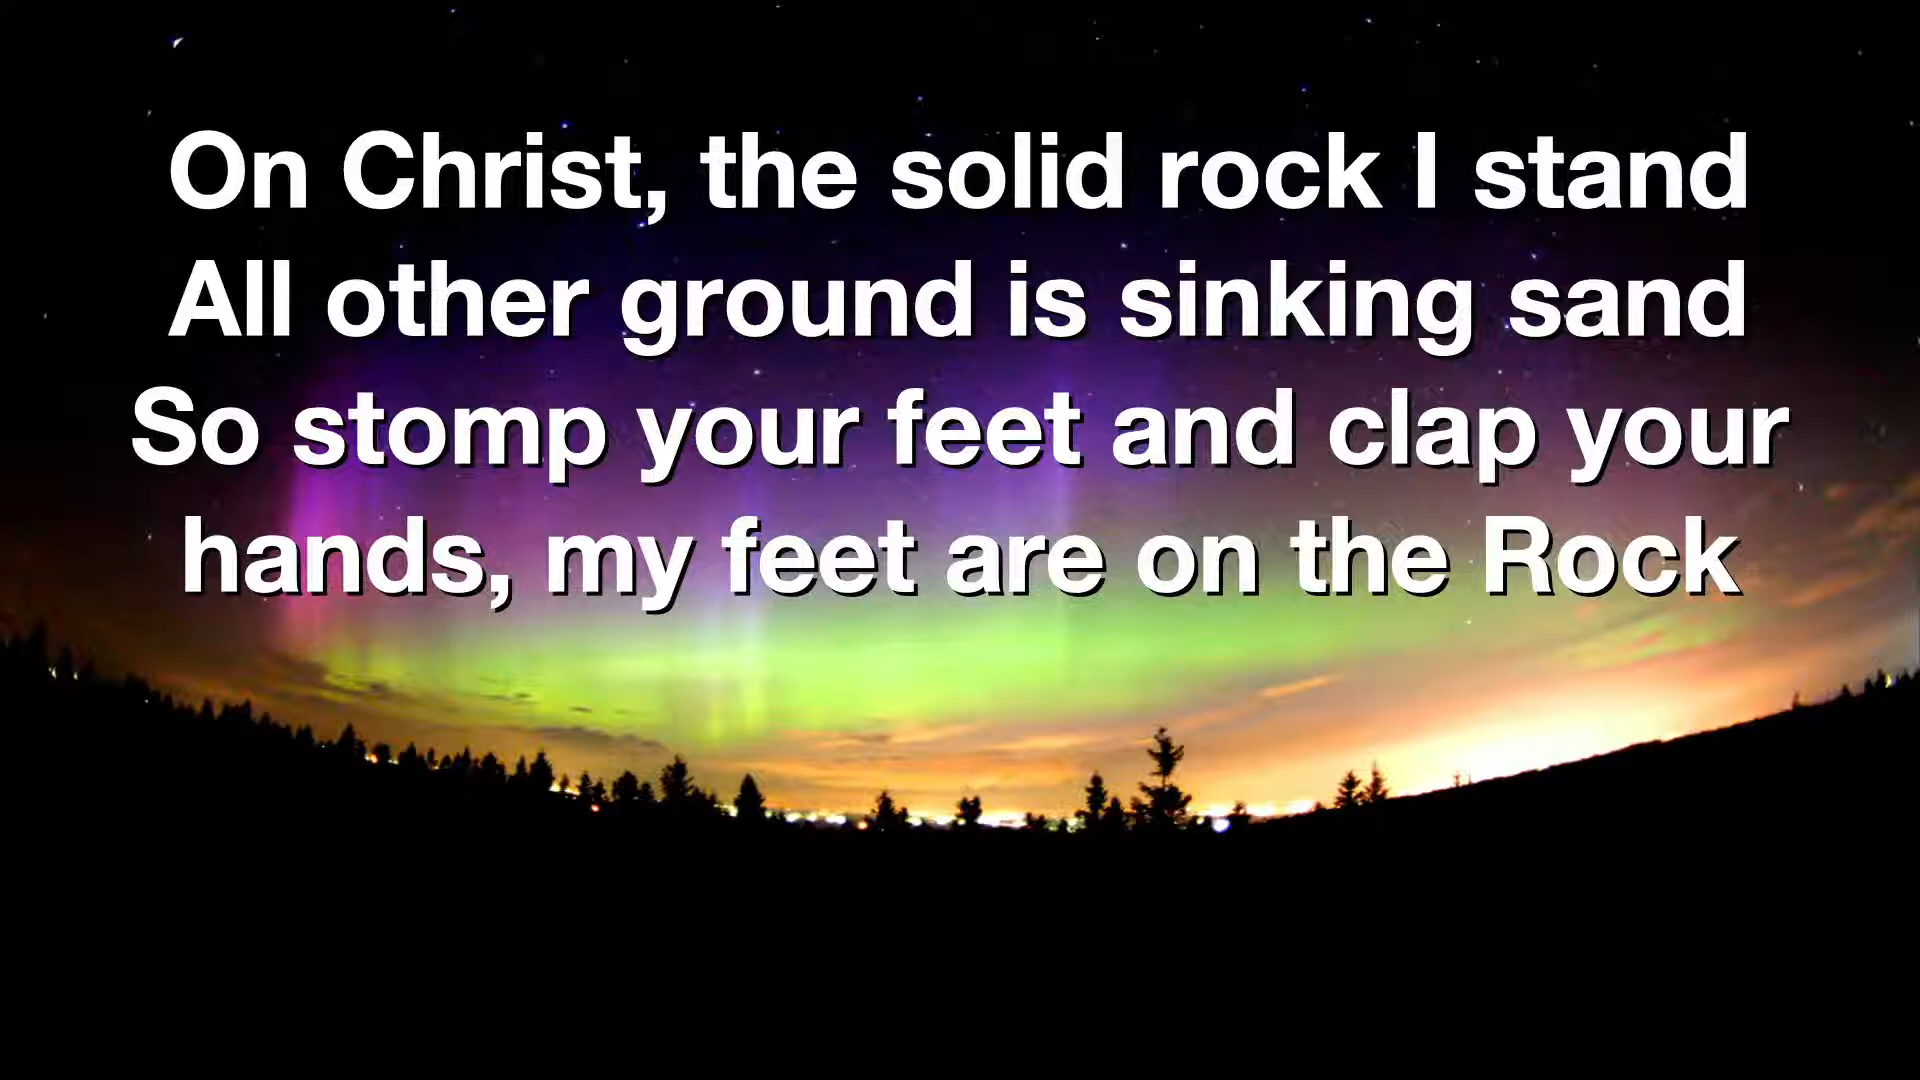 On Christ, the solid rock I stand
All other ground is sinking sand
So stomp your feet and clap your
hands, my feet are on the Rock